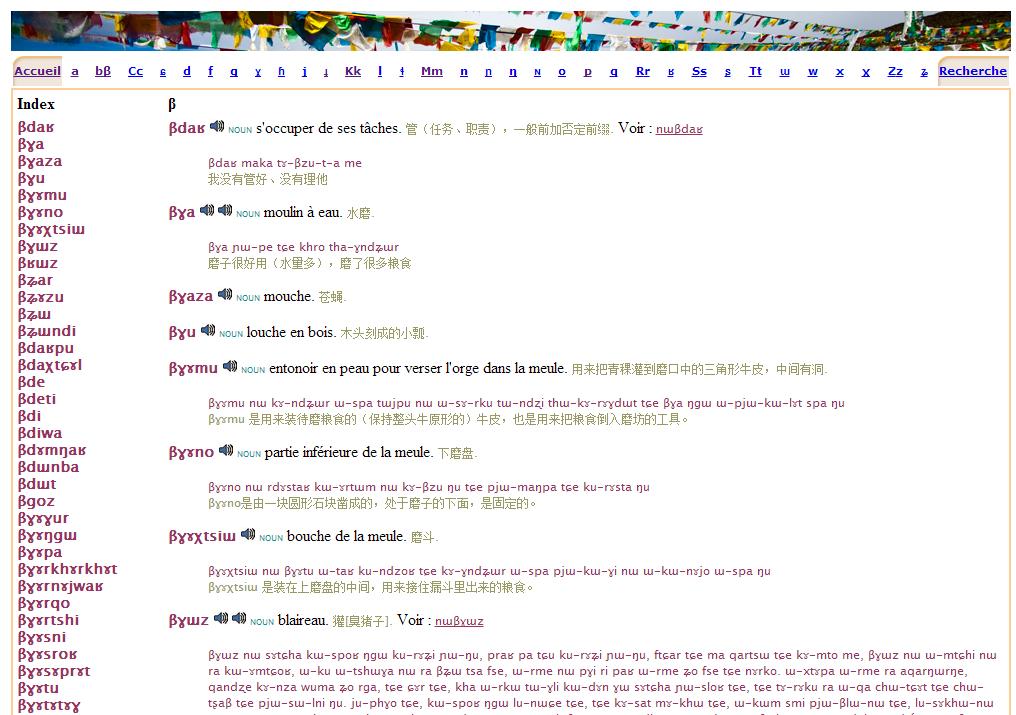 Accueil a bβ Cc ɕ d f g ɣ ɦ i ɟ Kk l ɬ Mm n ɲ ŋ ɴ o p q Rr ʁ Ss ʂ Tt ɯ w x χ Zz ʑ Recherche
Index
β
βdaʁ
βɣa
βɣaza
βɣu
βɣɤmu
βɣɤno
βɣɤχtsiɯ
βɣɯz
βʁɯz
βʑar
βʑɤzu
βʑɯ
βʑɯndi
βdaʁpu
βdaχtɕɤl
βde
βdeti
βdi
βdiwa
βdɤmŋaʁ
βdɯnba
βdɯt
βgoz
βɣɤɣur
βɣɤŋgɯ
βɣɤpa
βɣɤrkhɤrkhɤt
βɣɤrnɤjwaʁ
βɣɤrqo
βɣɤrtshi
βɣɤsni
βɣɤsroʁ
βɣɤsɤprɤt
βɣɤtu
βɣɤtɤtɤɣ
βdaʁ NOUN s'occuper de ses tâches. 管（任务、职责），一般前加否定前缀. Voir : nɯβdaʁ
βdaʁ maka tɤ-βzu-t-a me
我没有管好、没有理他
βɣa NOUN moulin à eau. 水磨.
βɣa ɲɯ-pe tɕe khro tha-ɣndʑɯr
磨子很好用（水量多），磨了很多粮食
βɣaza NOUN mouche. 苍蝇.
βɣu NOUN louche en bois. 木头刻成的小瓢.
βɣɤmu NOUN entonoir en peau pour verser l'orge dans la meule. 用来把青稞灌到磨口中的三角形牛皮，中间有洞.
βɣɤmu nɯ kɤ-ndʑɯr ɯ-spa tɯjpu nɯ ɯ-sɤ-rku tɯ-ndʐi thɯ-kɤ-rɤɣdɯt tɕe βɣa ŋgɯ ɯ-pjɯ-kɯ-lɤt spa ŋu
βɣɤmu 是用来装待磨粮食的（保持整头牛原形的）牛皮，也是用来把粮食倒入磨坊的工具。
βɣɤno NOUN partie inférieure de la meule. 下磨盘.
βɣɤno nɯ rdɤstaʁ kɯ-ɤrtɯm nɯ kɤ-βzu ŋu tɕe pjɯ-maŋpa tɕe ku-rɤsta ŋu
βɣɤno是由一块圆形石块凿成的，处于磨子的下面，是固定的。
βɣɤχtsiɯ NOUN bouche de la meule. 磨斗.
βɣɤχtsiɯ nɯ βɣɤtu ɯ-taʁ ku-ndzoʁ tɕe kɤ-ɣndʑɯr ɯ-spa pjɯ-kɯ-ɣi nɯ ɯ-kɯ-nɤjo ɯ-spa ŋu
βɣɤχtsiɯ 是装在上磨盘的中间，用来接住漏斗里出来的粮食。
βɣɯz NOUN blaireau. 獾[臭猪子]. Voir : nɯβɣɯz
βɣɯz nɯ sɤtɕha kɯ-spoʁ ŋgɯ ku-rɤʑi ɲɯ-ŋu, praʁ pa tɕu ku-rɤʑi ɲɯ-ŋu, ftɕar tɕe ma qartsɯ tɕe kɤ-mto me, βɣɯz nɯ ɯ-mtɕhi nɯ
ra kɯ-ɤmtɕoʁ, ɯ-ku ɯ-tshɯɣa nɯ ra βʑɯ tsa fse, ɯ-rme nɯ pɣi ri paʁ ɯ-rme ʑo fse tɕe nɤrko. ɯ-xtɤpa ɯ-rme ra aqarŋɯrŋe,
qandʐe kɤ-nza wuma ʑo rga, tɕe ɕɤr tɕe, kha ɯ-rkɯ tɯ-ɣli kɯ-dɤn ɣɯ sɤtɕha ɲɯ-sloʁ tɕe, tɕe tɤ-rɤku ra ɯ-qa chɯ-tɕɤt tɕe chɯ-
tʂaβ tɕe pjɯ-sɯ-lni ŋu. ju-phɣo tɕe, kɯ-spoʁ ŋgɯ lu-nɯɕe tɕe, tɕe kɤ-sat mɤ-khɯ tɕe, ɯ-kɯm smi pjɯ-βlɯ-nɯ tɕe, lu-sɤkhɯ-nɯ